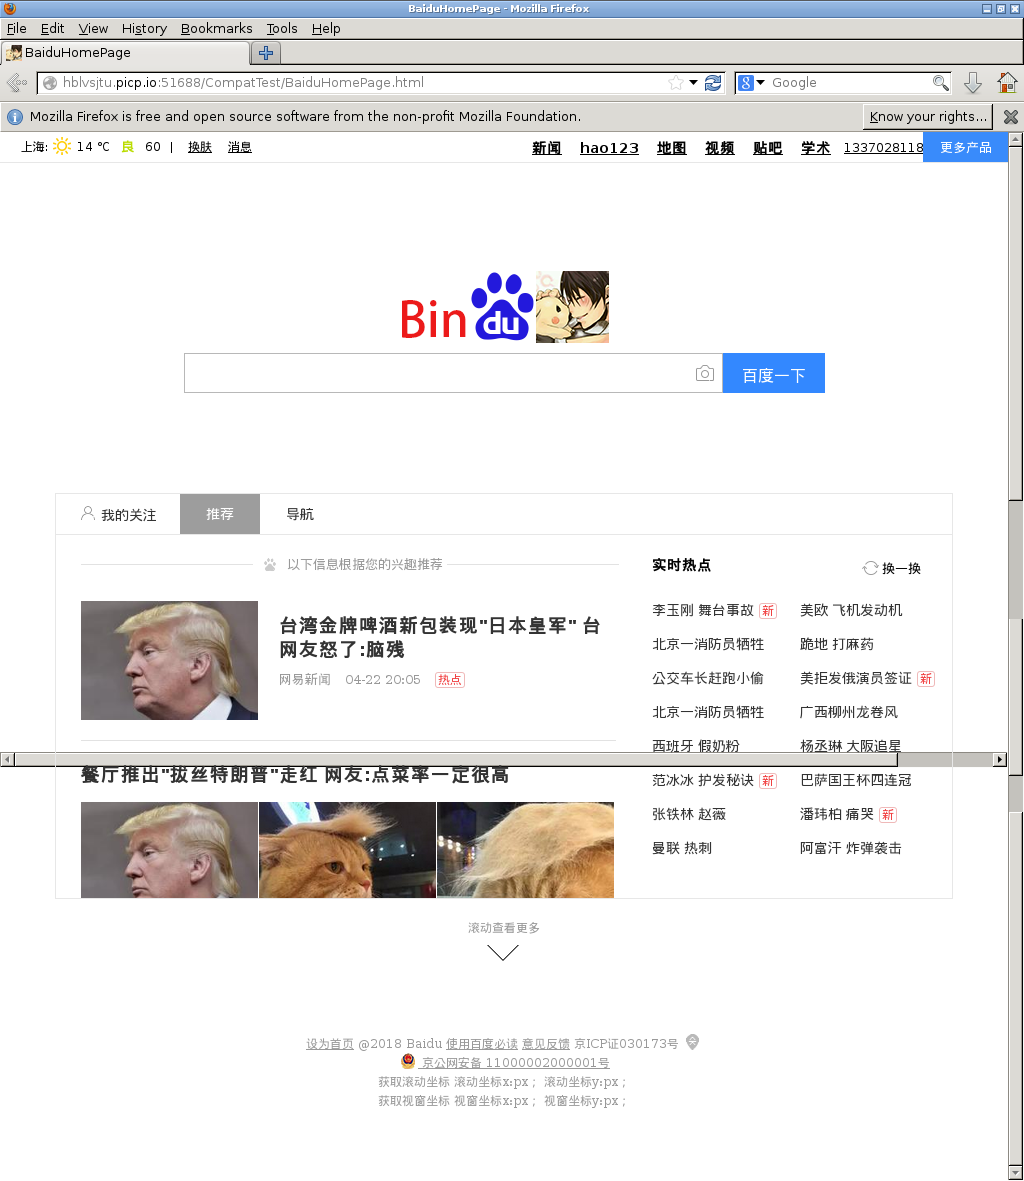 BaiduHomePage - Mozilla Firefox
File Edit View History Bookmarks Tools Help
BaiduHomePage
hblvsjtu.picp.io:51688/CompatTest/BaiduHomePage.html
Google
Mozilla Firefox is free and open source software from the non-profit Mozilla Foundation.
Know your rights...
上海: 14 ℃ 良 60 | 换肤 消息
新闻 hao123 地图 视频 贴吧 学术 1337028118 更多产品
Bin du
百度一下
我的关注 推荐 导航
以下信息根据您的兴趣推荐
台湾金牌啤酒新包装现"日本皇军" 台
网友怒了:脑残
网易新闻 04-22 20:05 热点
餐厅推出"拔丝特朗普"走红 网友:点菜率一定很高
实时热点 换一换
李玉刚 舞台事故 新 美欧 飞机发动机
北京一消防员牺牲 跪地 打麻药
公交车长赶跑小偷 美拒发俄演员签证 新
北京一消防员牺牲 广西柳州龙卷风
西班牙 假奶粉 杨丞琳 大阪追星
范冰冰 护发秘诀 新 巴萨国王杯四连冠
张铁林 赵薇 潘玮柏 痛哭 新
曼联 热刺 阿富汗 炸弹袭击
滚动查看更多
设为首页 @2018 Baidu 使用百度必读 意见反馈 京ICP证030173号
京公网安备 11000002000001号
获取滚动坐标 滚动坐标x:px ; 滚动坐标y:px ;
获取视窗坐标 视窗坐标x:px ; 视窗坐标y:px ;